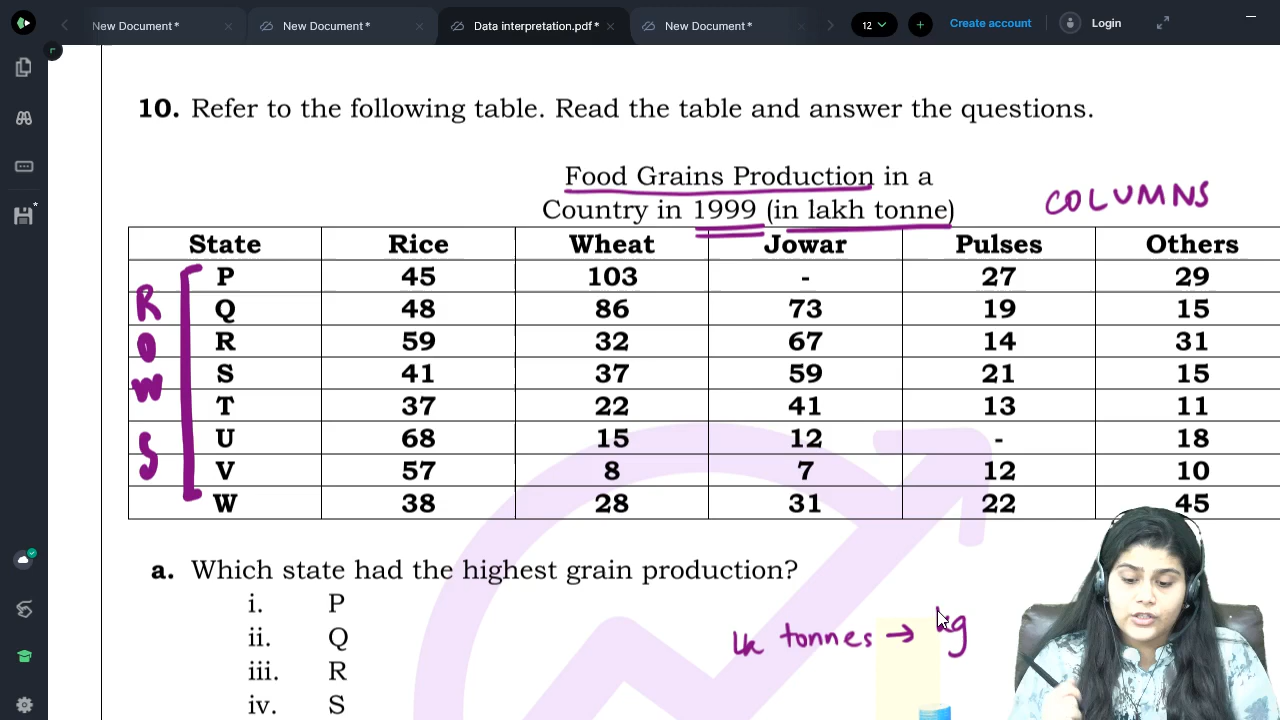 New Document* New Document* Data interpretation.pdf* New Document* 12 Create account Login
10. Refer to the following table. Read the table and answer the questions.
Food Grains Production in a
Country in 1999 (in lakh tonne)
COLUMNS
State Rice Wheat Jowar Pulses Others
P 45 103 - 27 29
Q 48 86 73 19 15
R 59 32 67 14 31
S 41 37 59 21 15
T 37 22 41 13 11
U 68 15 12 - 18
V 57 8 7 12 10
W 38 28 31 22 45
ROWS
a. Which state had the highest grain production?
i. P
ii. Q
iii. R
iv. S
lk tonnes → kg